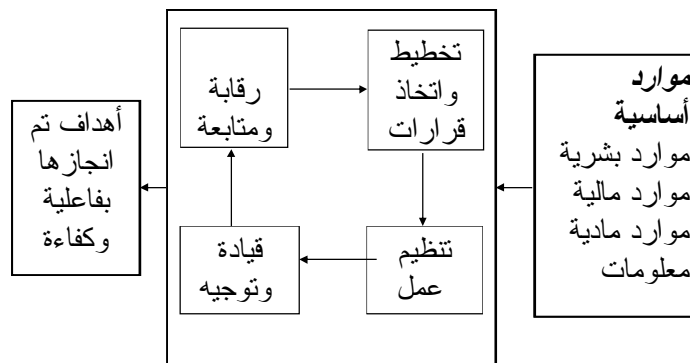 موارد
أساسية
موارد بشرية
موارد مالية
موارد مادية
معلومات
تخطيط
واتخاذ
قرارات
تنظيم
عمل
قيادة
وتوجيه
رقابة
ومتابعة
أهداف تم
انجازها
بفاعلية
وكفاءة